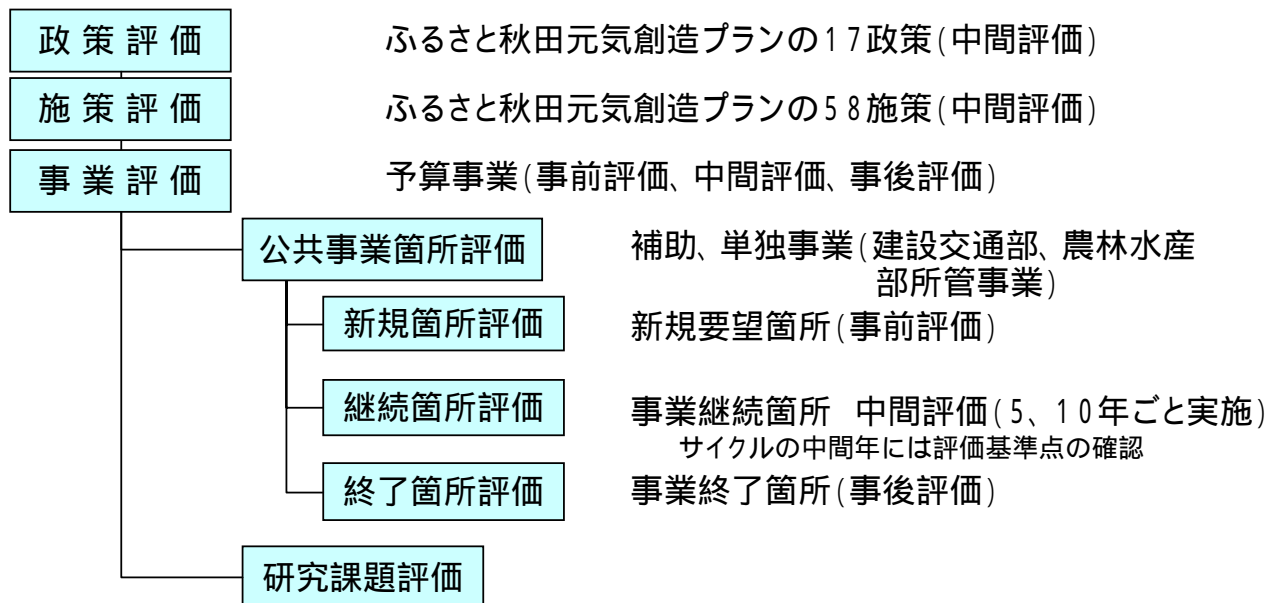 政策評価 ふるさと秋田元気創造プランの17政策(中間評価)
施策評価 ふるさと秋田元気創造プランの58施策(中間評価)
事業評価 予算事業(事前評価、中間評価、事後評価)
公共事業箇所評価 補助、単独事業(建設交通部、農林水産
部所管事業)
新規箇所評価 新規要望箇所(事前評価)
継続箇所評価 事業継続箇所 中間評価(5、10年ごと実施)
サイクルの中間年には評価基準点の確認
終了箇所評価 事業終了箇所(事後評価)
研究課題評価